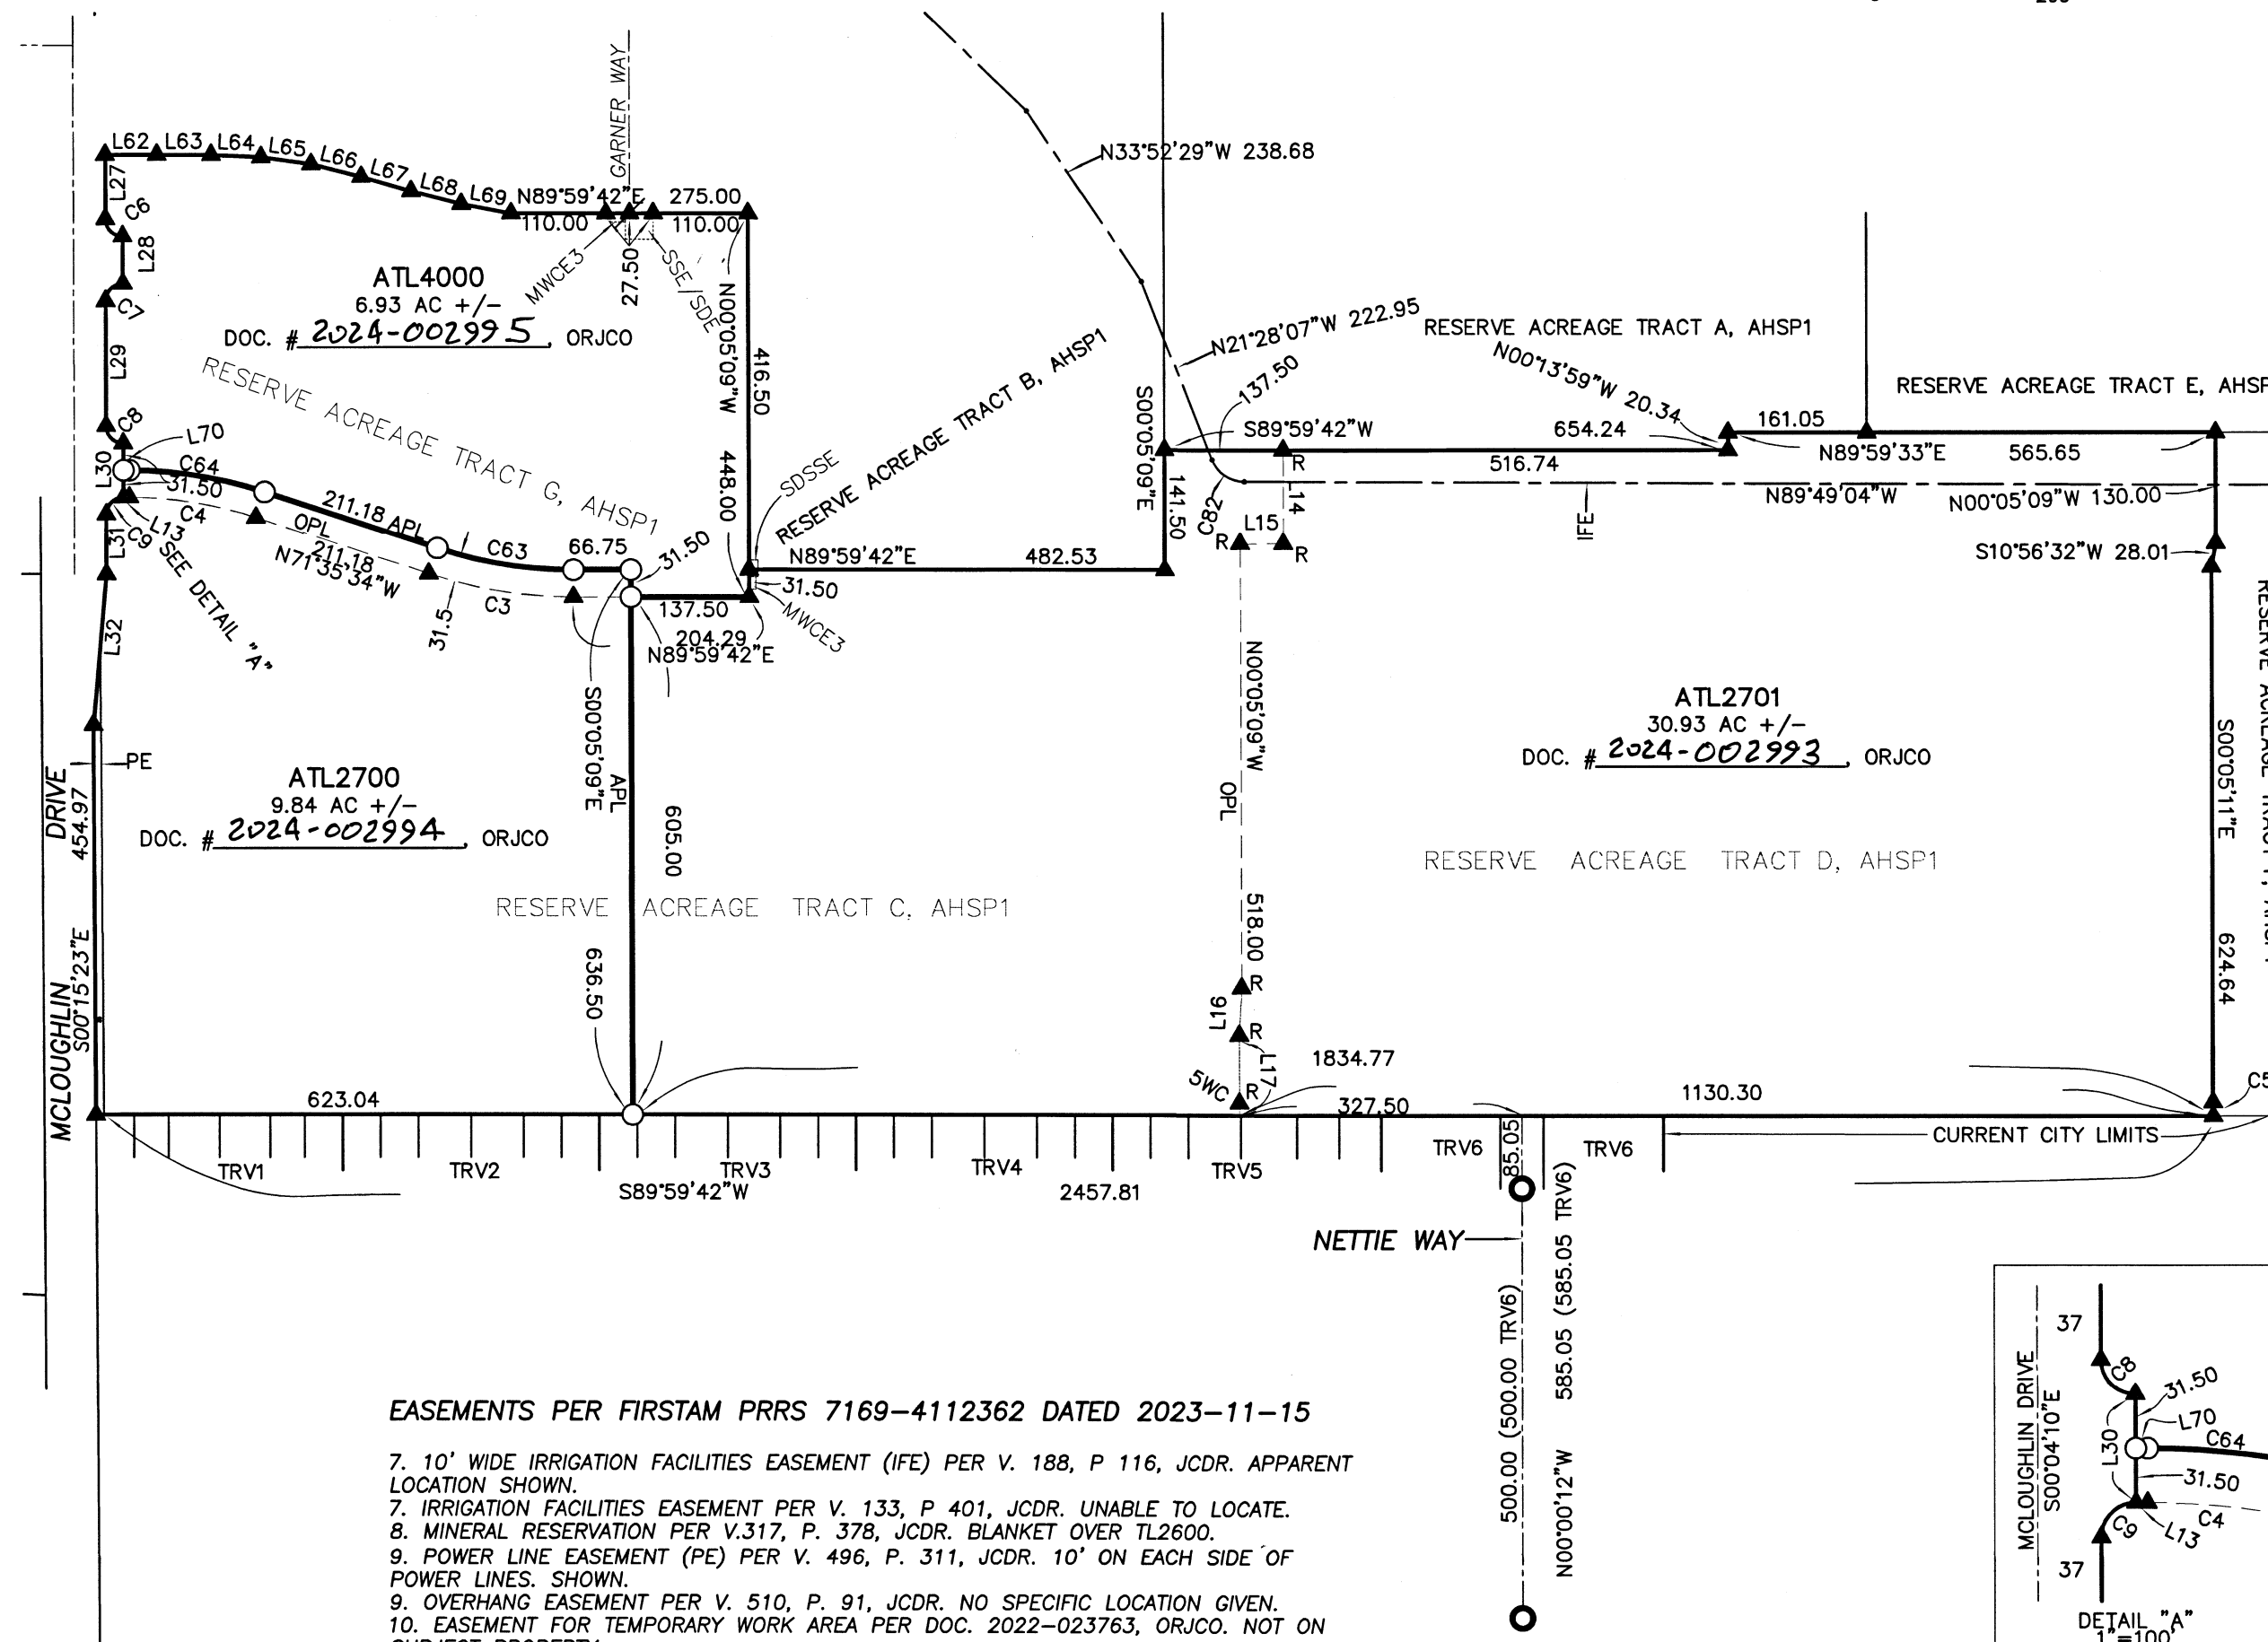 GARNER WAY
L62 L63 L64 L65 L66 L67 L68 L69
N89°59'42"E 275.00
110.00 110.00
L27
C6
L28
C7
L29
C8
L30
L70
C64
31.50
C4
L13
C9
L31
SEE DETAIL "A"
L32
27.50
MWCE3
SSE/SDE
ATL4000
6.93 AC +/-
DOC. # 2024-002995, ORJCO
RESERVE ACREAGE TRACT G, AHSP1
N00°05'09"W
416.50
448.00
211.18 APL
OPL
211.18
N71°35'34"W
C63
66.75
31.50
31.5
C3
137.50
204.29
N89°59'42"E
SDSSE
RESERVE ACREAGE TRACT B, AHSP1
N89°59'42"E 482.53
31.50
MWCE3
N33°52'29"W 238.68
N21°28'07"W 222.95
137.50
RESERVE ACREAGE TRACT A, AHSP1
N00°13'59"W 20.34
RESERVE ACREAGE TRACT E,
S00°05'09"E
141.50
S89°59'42"W 654.24
516.74
R
L14
C82
L15
R R
161.05
N89°59'33"E 565.65
IFE
N89°49'04"W
N00°05'09"W 130.00
S10°56'32"W 28.01
ATL2701
30.93 AC +/-
DOC. # 2024-002993, ORJCO
RESERVE ACREAGE TRACT D, AHSP1
S00°05'11"E
624.64
N00°05'09"W
OPL
518.00
R
L16
R
L17
R
5WC
S00°05'09"E
APL
605.00
636.50
PE
ATL2700
9.84 AC +/-
DOC. # 2024-002994, ORJCO
RESERVE ACREAGE TRACT C, AHSP1
MCLOUGHLIN DRIVE
S00°15'23"E 454.97
623.04
1834.77
327.50
1130.30
TRV1 TRV2 TRV3 TRV4 TRV5 TRV6 TRV6
CURRENT CITY LIMITS
S89°59'42"W 2457.81
85.05
NETTIE WAY
500.00 (500.00 TRV6)
N00°00'12"W 585.05 (585.05 TRV6)
EASEMENTS PER FIRSTAM PRRS 7169-4112362 DATED 2023-11-15
7. 10' WIDE IRRIGATION FACILITIES EASEMENT (IFE) PER V. 188, P 116, JCDR. APPARENT
LOCATION SHOWN.
7. IRRIGATION FACILITIES EASEMENT PER V. 133, P 401, JCDR. UNABLE TO LOCATE.
8. MINERAL RESERVATION PER V.317, P. 378, JCDR. BLANKET OVER TL2600.
9. POWER LINE EASEMENT (PE) PER V. 496, P. 311, JCDR. 10' ON EACH SIDE OF
POWER LINES. SHOWN.
9. OVERHANG EASEMENT PER V. 510, P. 91, JCDR. NO SPECIFIC LOCATION GIVEN.
10. EASEMENT FOR TEMPORARY WORK AREA PER DOC. 2022-023763, ORJCO. NOT ON
MCLOUGHLIN DRIVE
S00°04'10"E
37
C8
31.50
L70
C64
L30
31.50
C4
L13
C9
37
DETAIL "A"
1"=100'